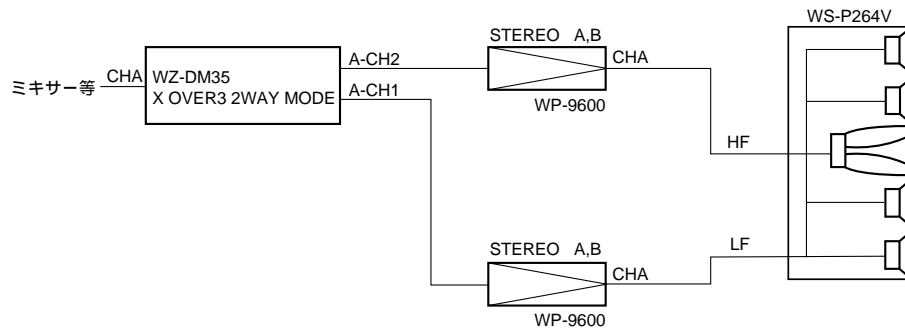 WS-P264V
STEREO A,B
CHA
WP-9600
ミキサー等
CHA
WZ-DM35
X OVER3 2WAY MODE
A-CH2
A-CH1
HF
STEREO A,B
CHA
WP-9600
LF